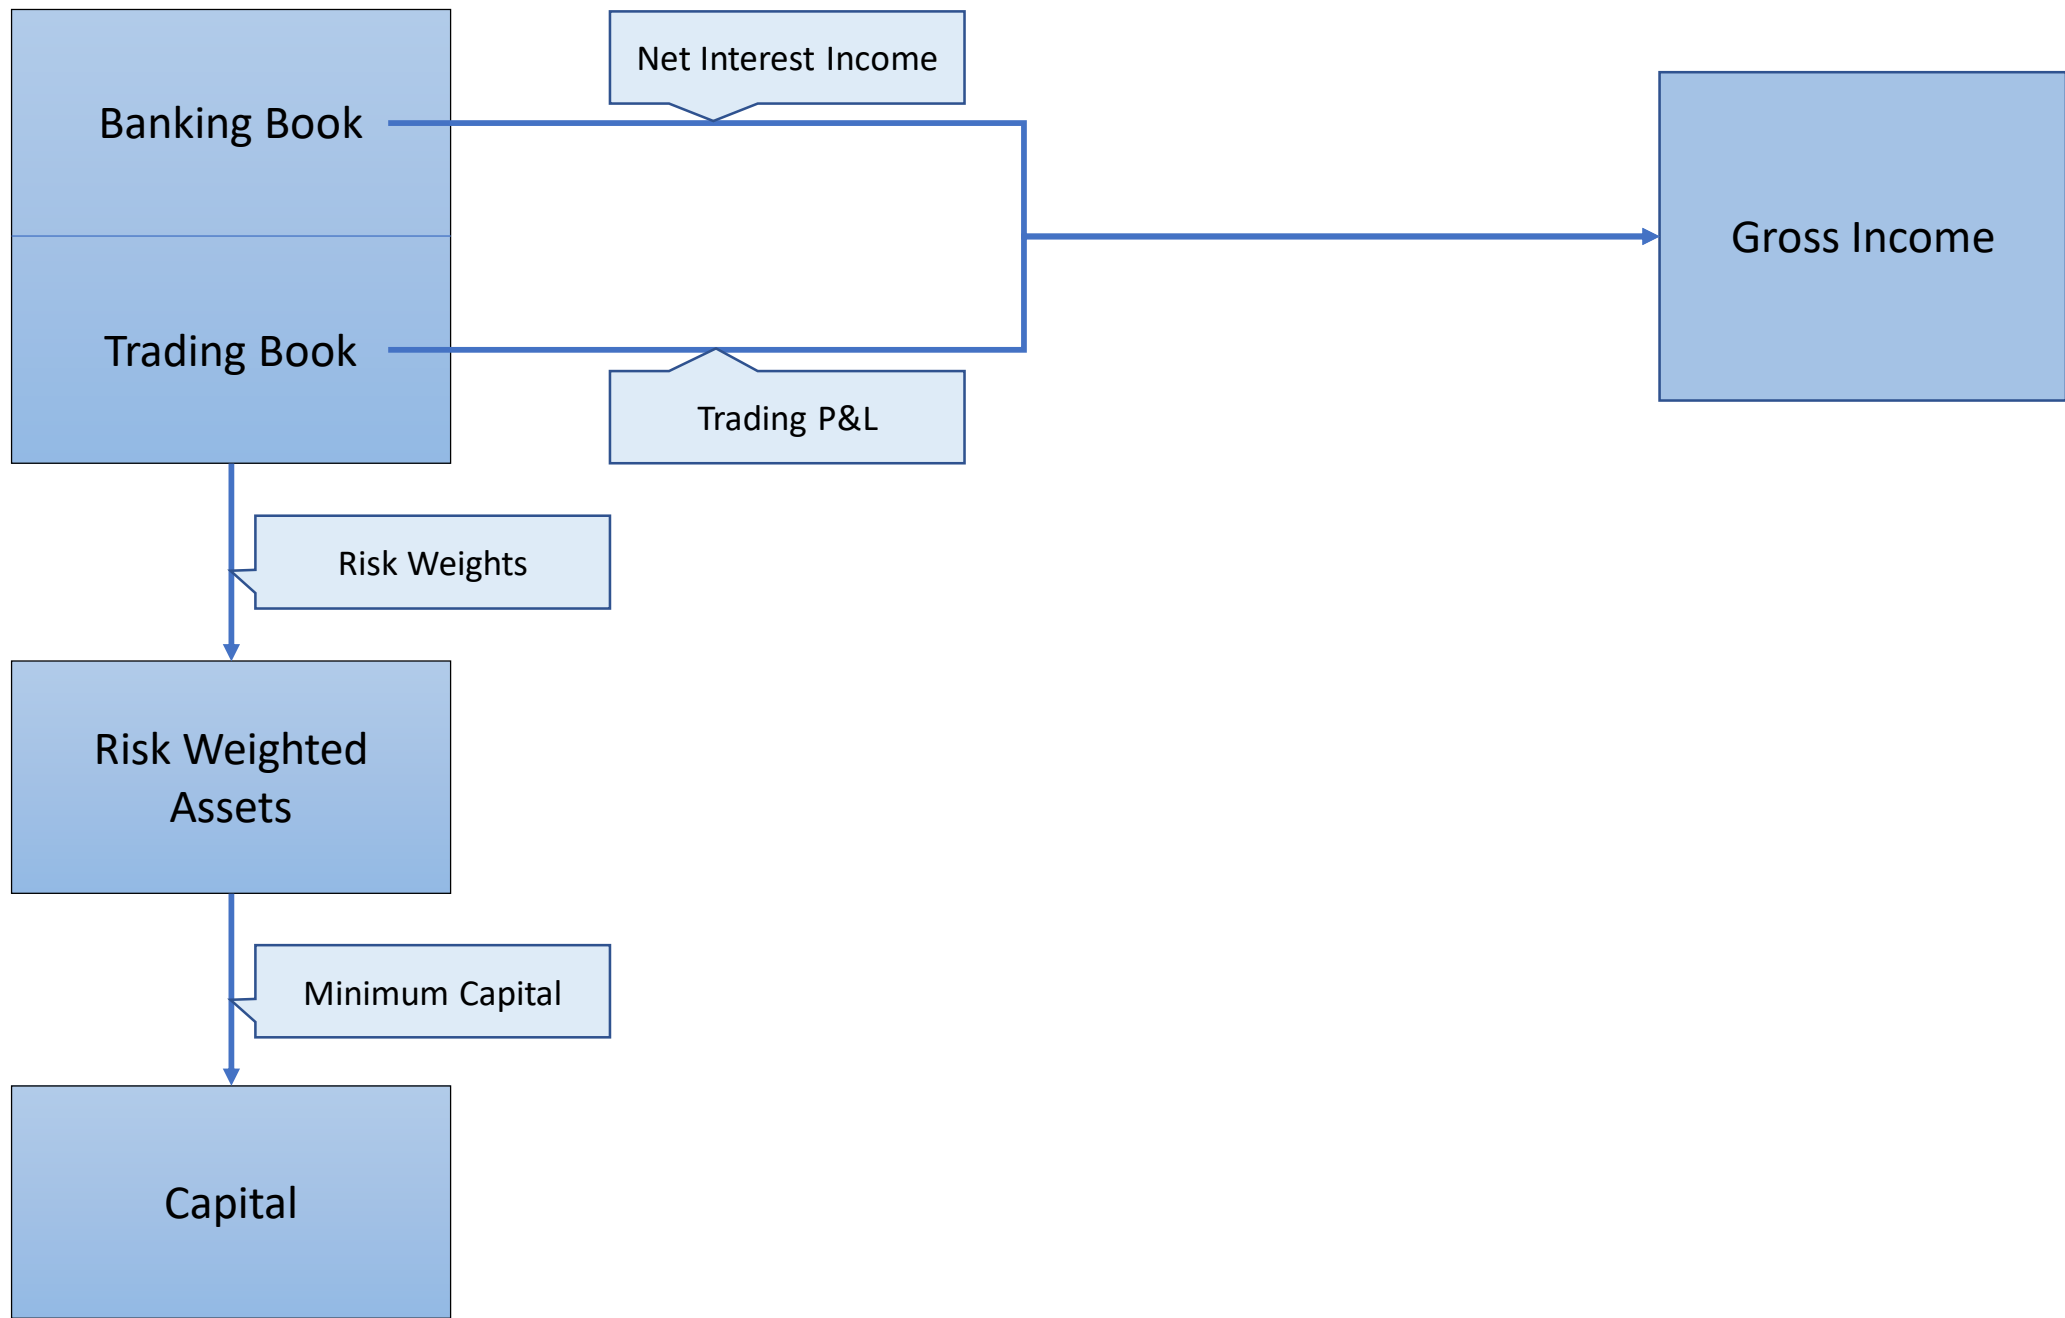 Net Interest Income
Banking Book
Gross Income
Trading Book
Trading P&L
Risk Weights
Risk Weighted
Assets
Minimum Capital
Capital